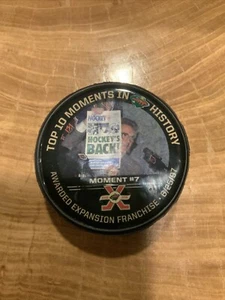 TOP 10 MOMENTS IN HISTORY
HOCKEY'S
BACK!
MOMENT #7
AWARDED EXPANSION FRANCHISE • 6/25/97